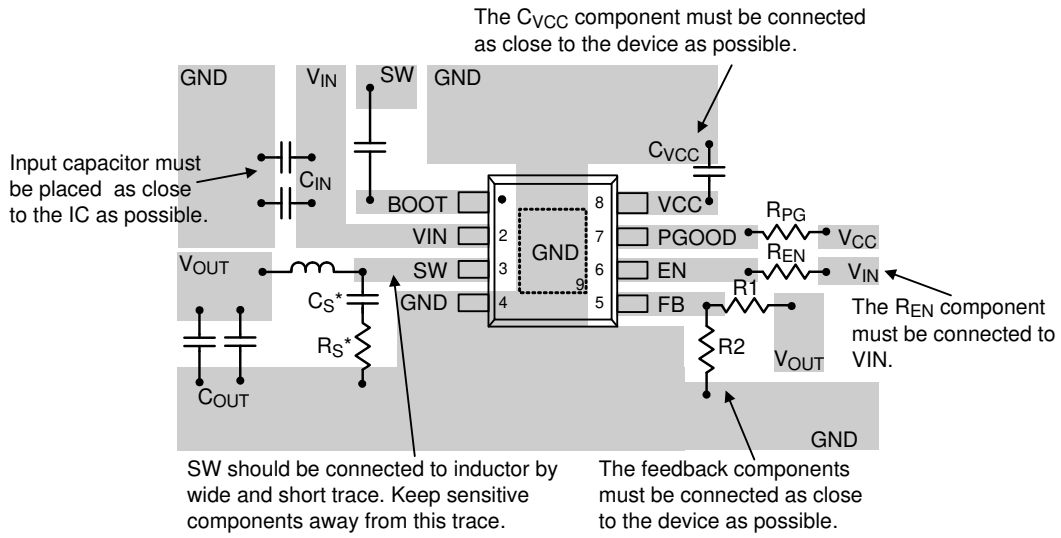 The CVCC component must be connected
as close to the device as possible.
GND
VIN
SW
GND
Input capacitor must
be placed as close
to the IC as possible.
CIN
CVCC
BOOT
8
VCC
VIN
2
GND
7
PGOOD
RPG
VCC
VOUT
SW
3
6
EN
REN
VIN
9
CS*
GND
4
5
FB
R1
The REN component
must be connected to
VIN.
RS*
R2
VOUT
COUT
GND
SW should be connected to inductor by
wide and short trace. Keep sensitive
components away from this trace.
The feedback components
must be connected as close
to the device as possible.